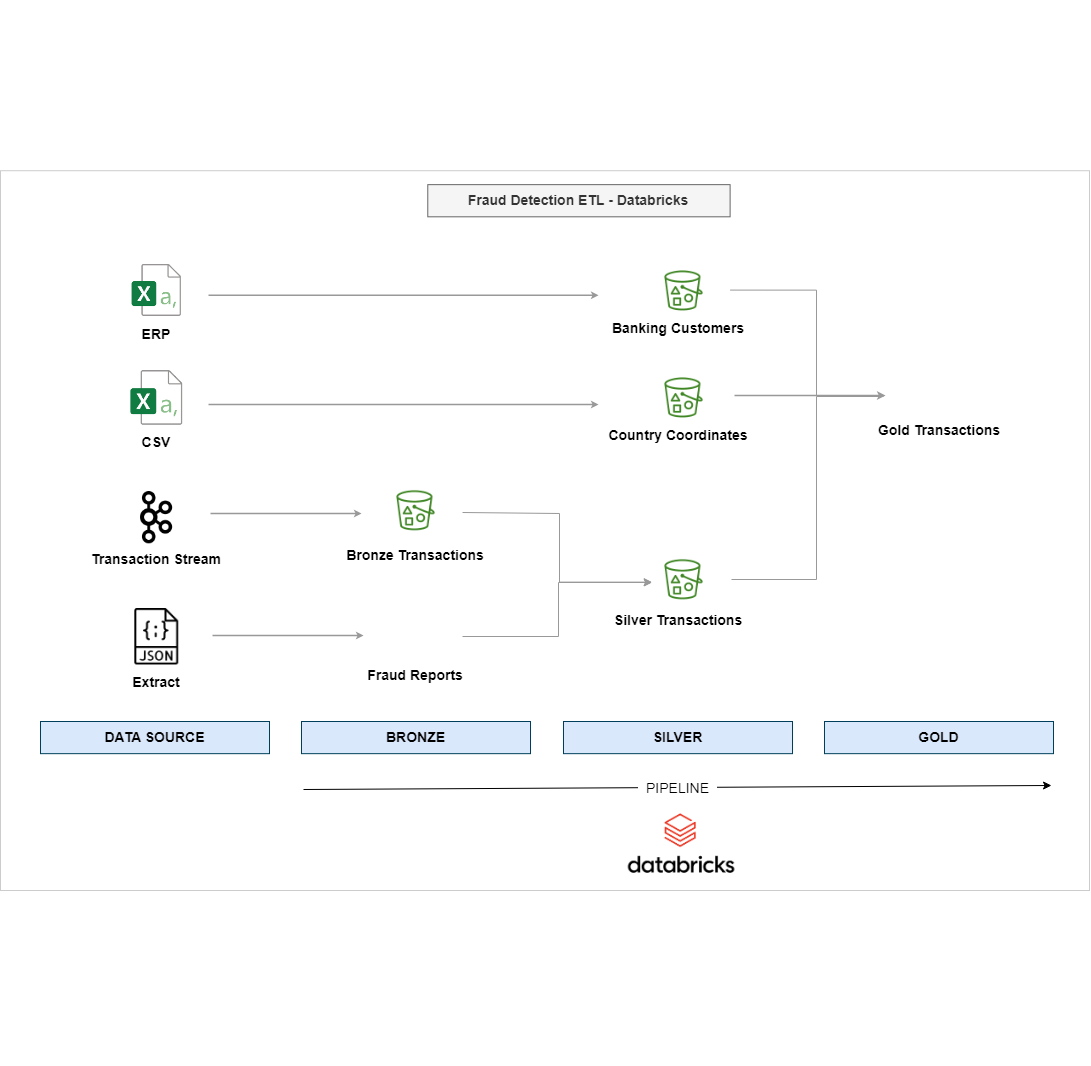 Fraud Detection ETL - Databricks
X a,
ERP
Banking Customers
X a,
CSV
Country Coordinates
Gold Transactions
Transaction Stream
Bronze Transactions
Silver Transactions
{;}
JSON
Extract
Fraud Reports
DATA SOURCE
BRONZE
SILVER
GOLD
PIPELINE
databricks